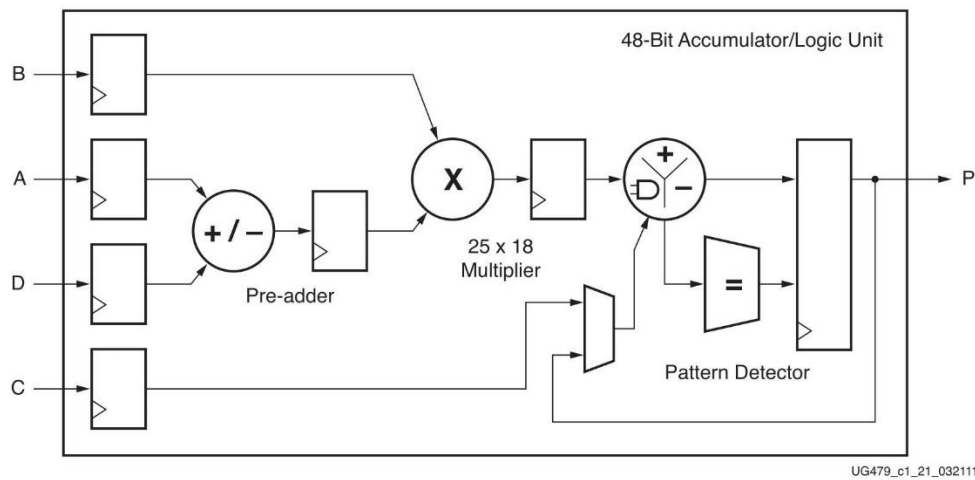 48-Bit Accumulator/Logic Unit
B
A
D
C
+ / −
Pre-adder
X
25 x 18
Multiplier
+
−
=
Pattern Detector
P
UG479_c1_21_032111